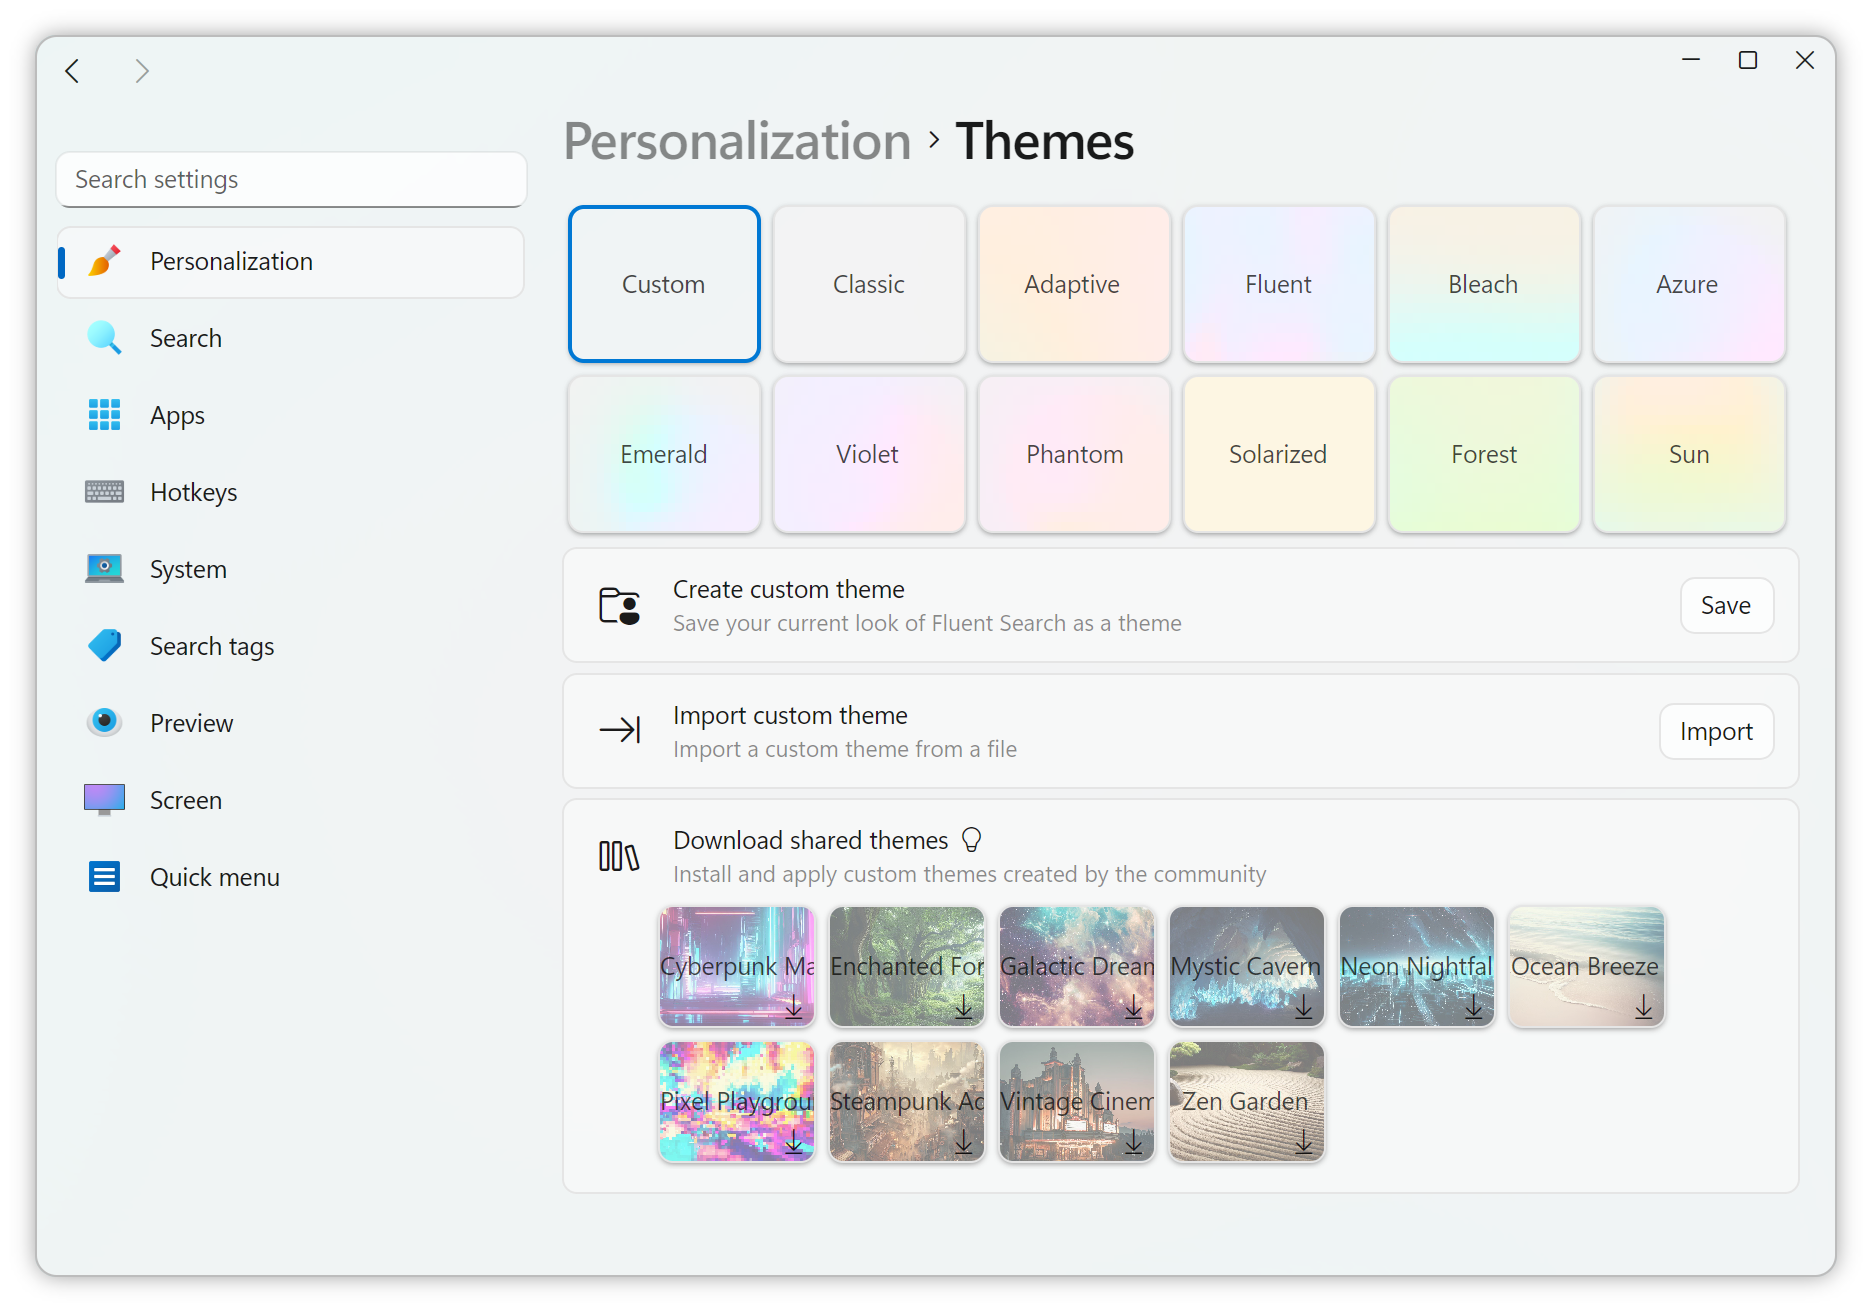 Search settings
Personalization
Search
Apps
Hotkeys
System
Search tags
Preview
Screen
Quick menu
Personalization › Themes
Custom
Classic
Adaptive
Fluent
Bleach
Azure
Emerald
Violet
Phantom
Solarized
Forest
Sun
Create custom theme
Save your current look of Fluent Search as a theme
Save
Import custom theme
Import a custom theme from a file
Import
Download shared themes
Install and apply custom themes created by the community
Cyberpunk Ma
Enchanted For
Galactic Dream
Mystic Cavern
Neon Nightfal
Ocean Breeze
Pixel Playgrou
Steampunk Ad
Vintage Cinem
Zen Garden